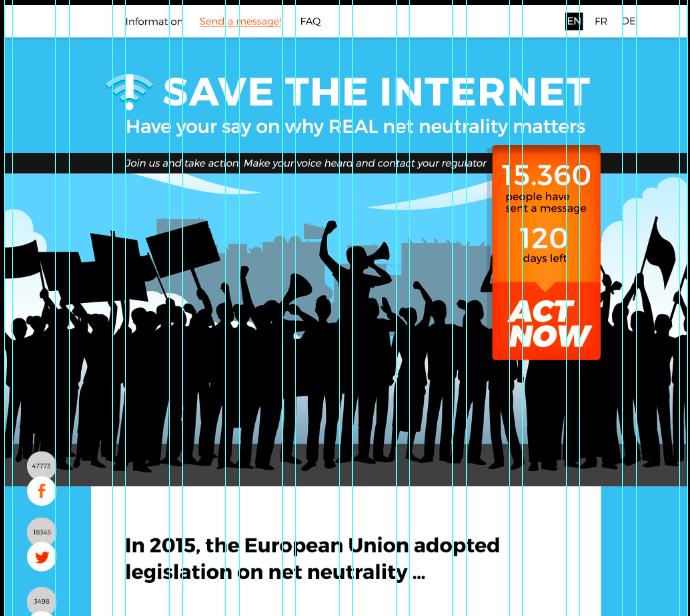 Information Send a message! FAQ EN FR DE
SAVE THE INTERNET
Have your say on why REAL net neutrality matters
Join us and take action. Make your voice heard and contact your regulator
15.360
people have
sent a message
120
days left
ACT
NOW
47773
18345
3498
In 2015, the European Union adopted
legislation on net neutrality ...